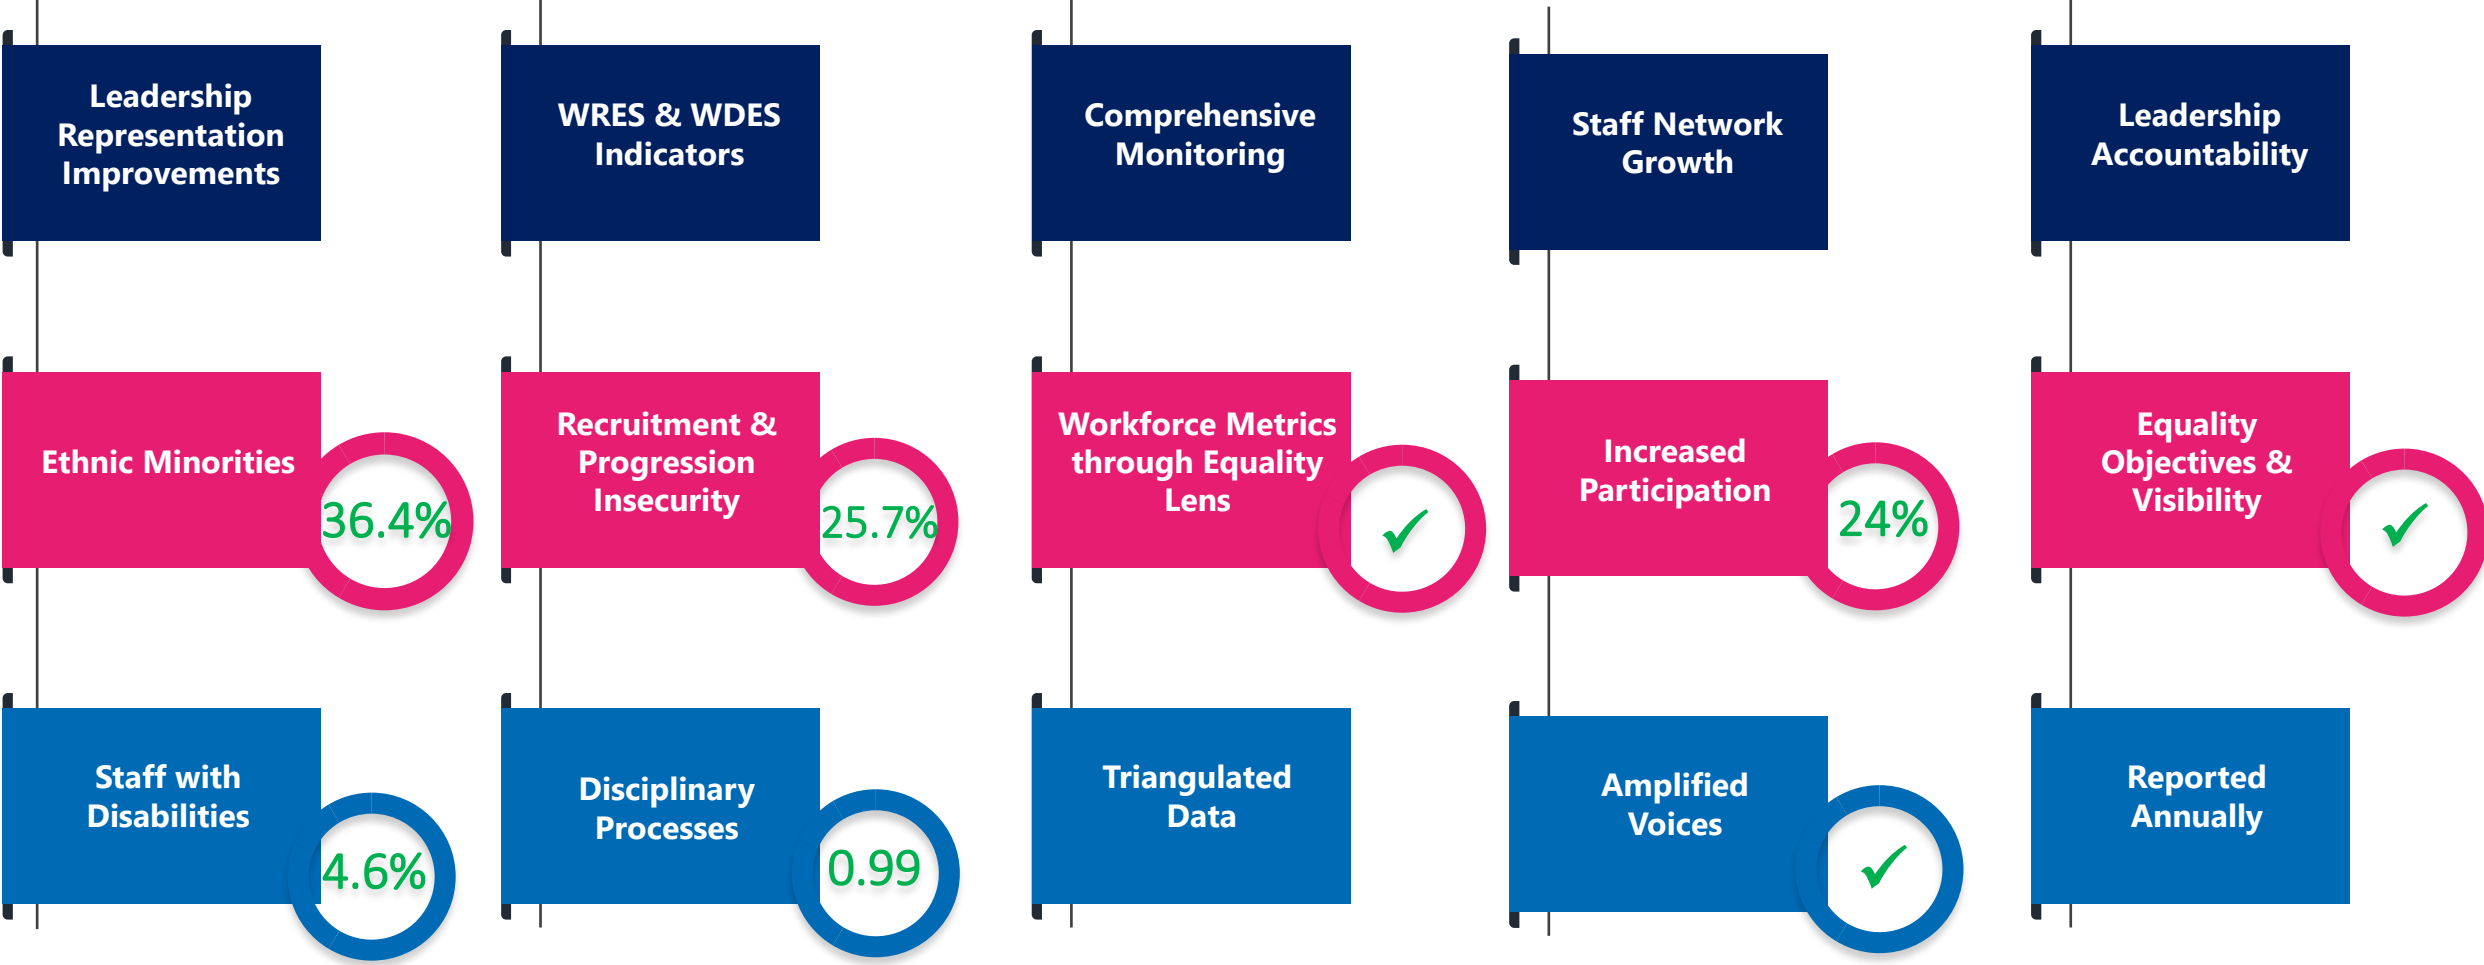 Leadership
Representation
Improvements
WRES & WDES
Indicators
Comprehensive
Monitoring
Staff Network
Growth
Leadership
Accountability
Ethnic Minorities
36.4%
Recruitment &
Progression
Insecurity
25.7%
Workforce Metrics
through Equality
Lens
✓
Increased
Participation
24%
Equality
Objectives &
Visibility
✓
Staff with
Disabilities
4.6%
Disciplinary
Processes
0.99
Triangulated
Data
Amplified
Voices
✓
Reported
Annually